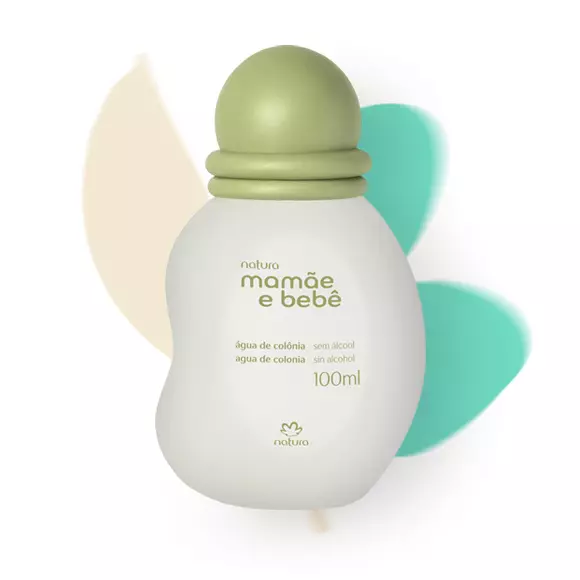 natura
mamãe
e bebê
água de colônia | sem álcool
agua de colonia | sin alcohol
100ml
natura